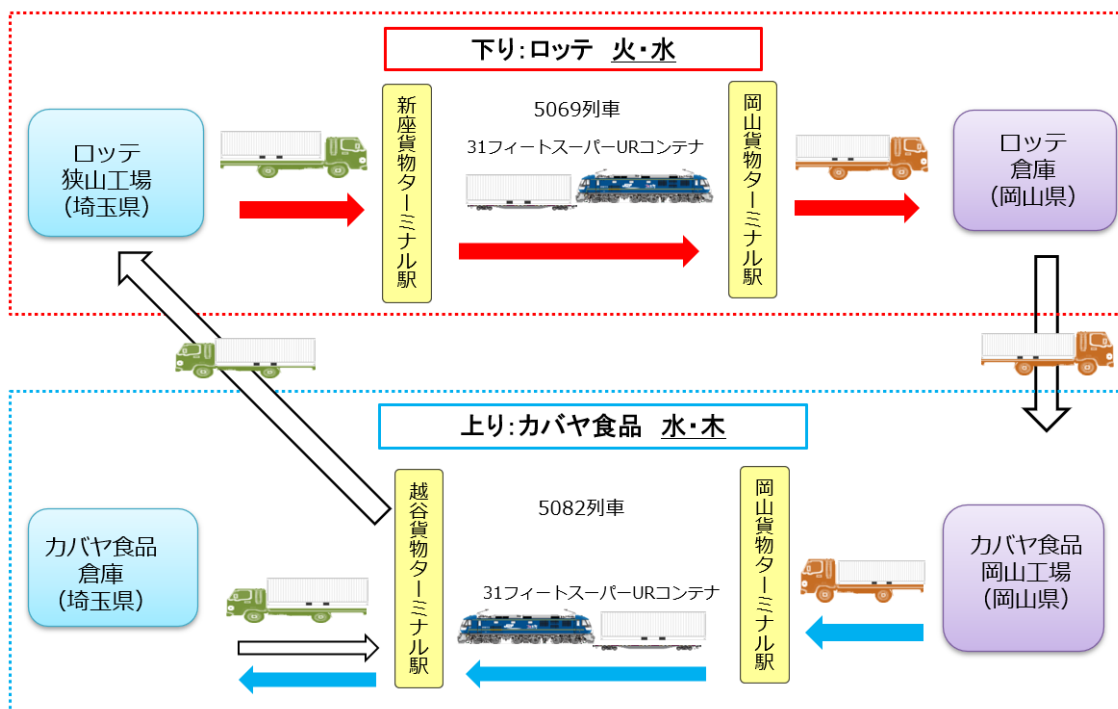 下り:ロッテ 火・水
ロッテ
狭山工場
(埼玉県)
新座貨物ターミナル駅
5069列車
31フィートスーパーURコンテナ
岡山貨物ターミナル駅
ロッテ
倉庫
(岡山県)
上り:カバヤ食品 水・木
カバヤ食品
倉庫
(埼玉県)
越谷貨物ターミナル駅
5082列車
31フィートスーパーURコンテナ
岡山貨物ターミナル駅
カバヤ食品
岡山工場
(岡山県)